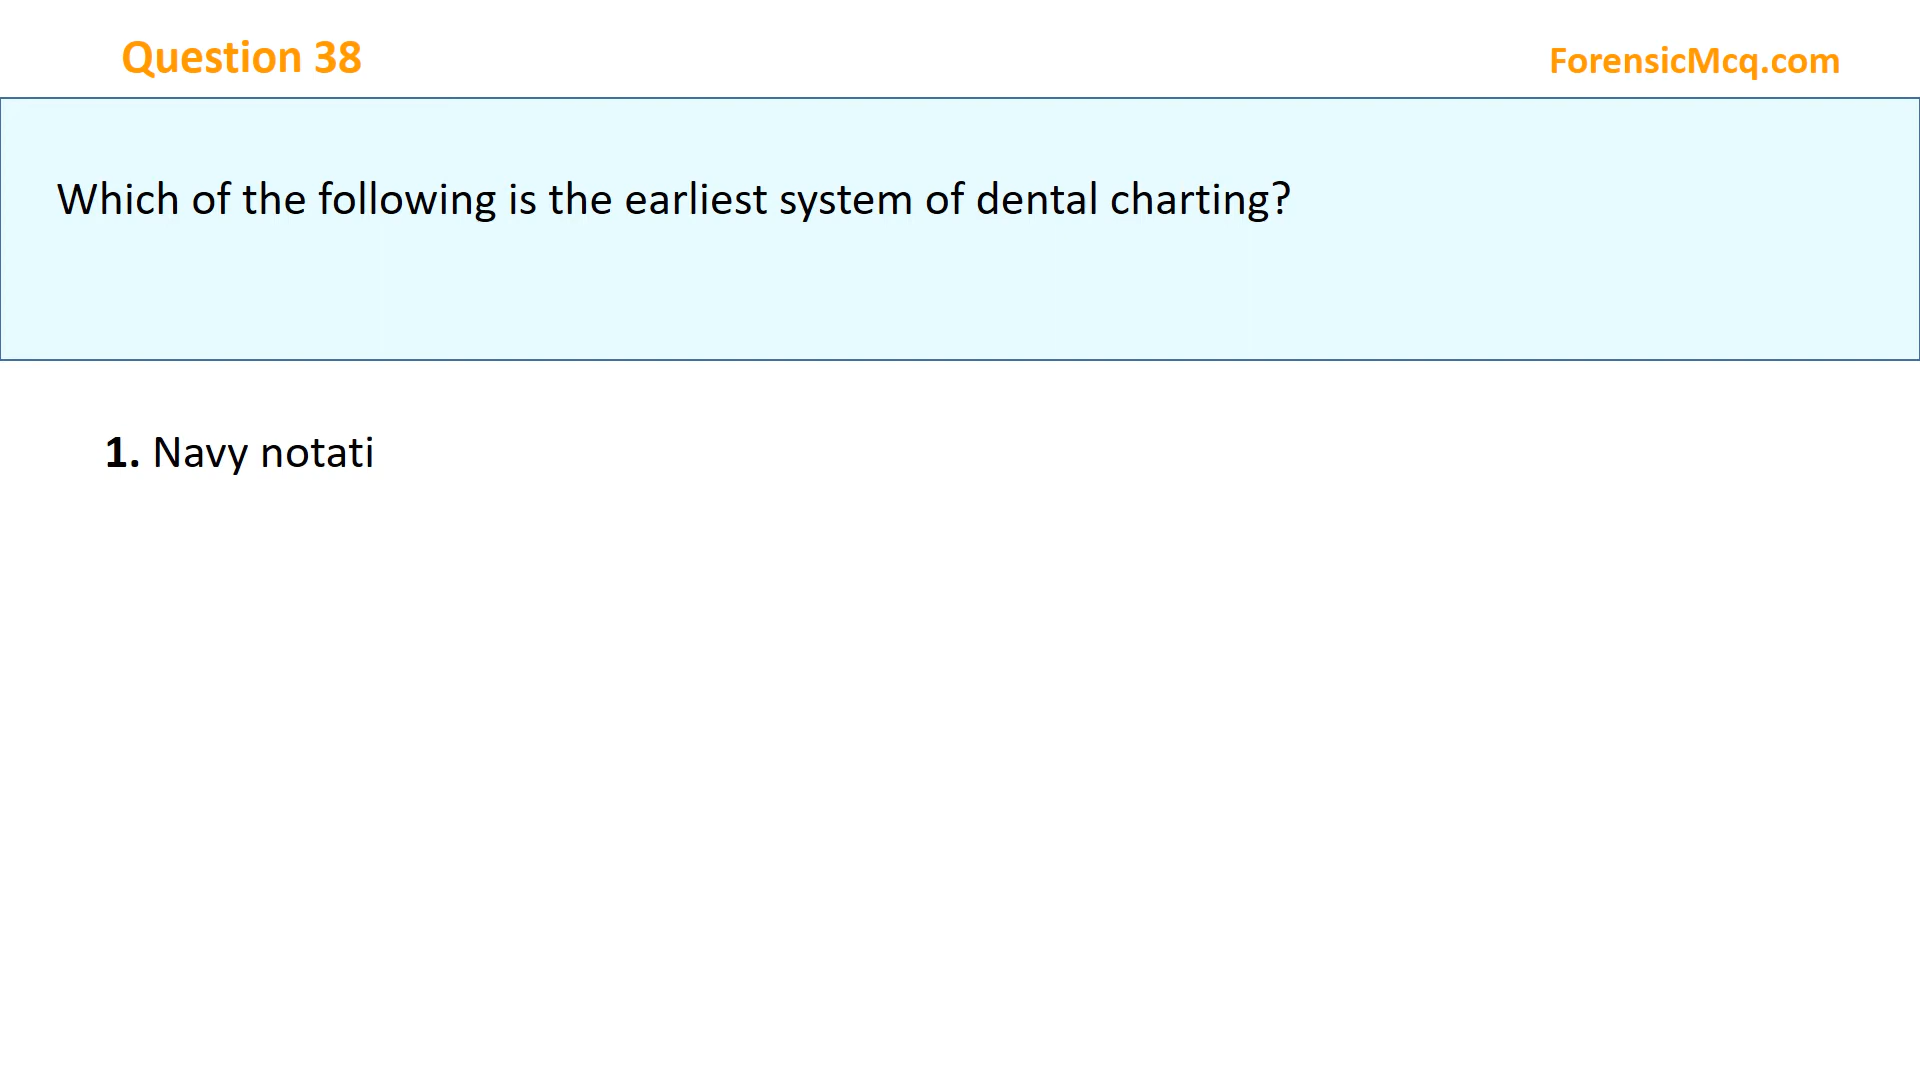 Question 38
ForensicMcq.com
Which of the following is the earliest system of dental charting?
1. Navy notati